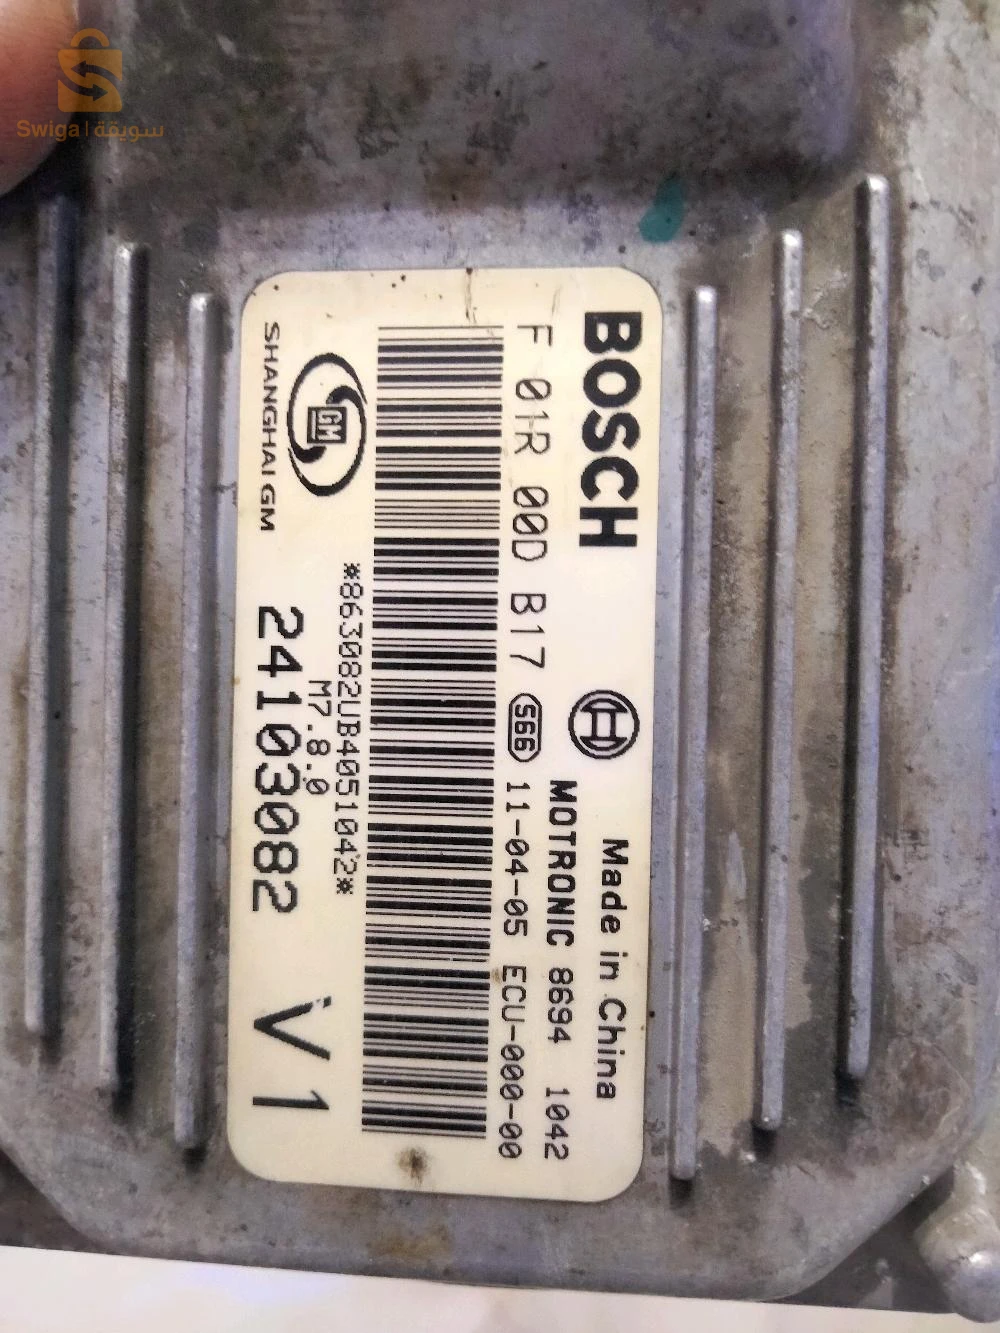 Swiga | سويقة
BOSCH
Made in China
MOTRONIC 8694 1042
F 01R 00D B17 566 11-04-05 ECU-000-00
*863082UB4051042*
M7.8.0
GM
SHANGHAI GM
24103082 V1